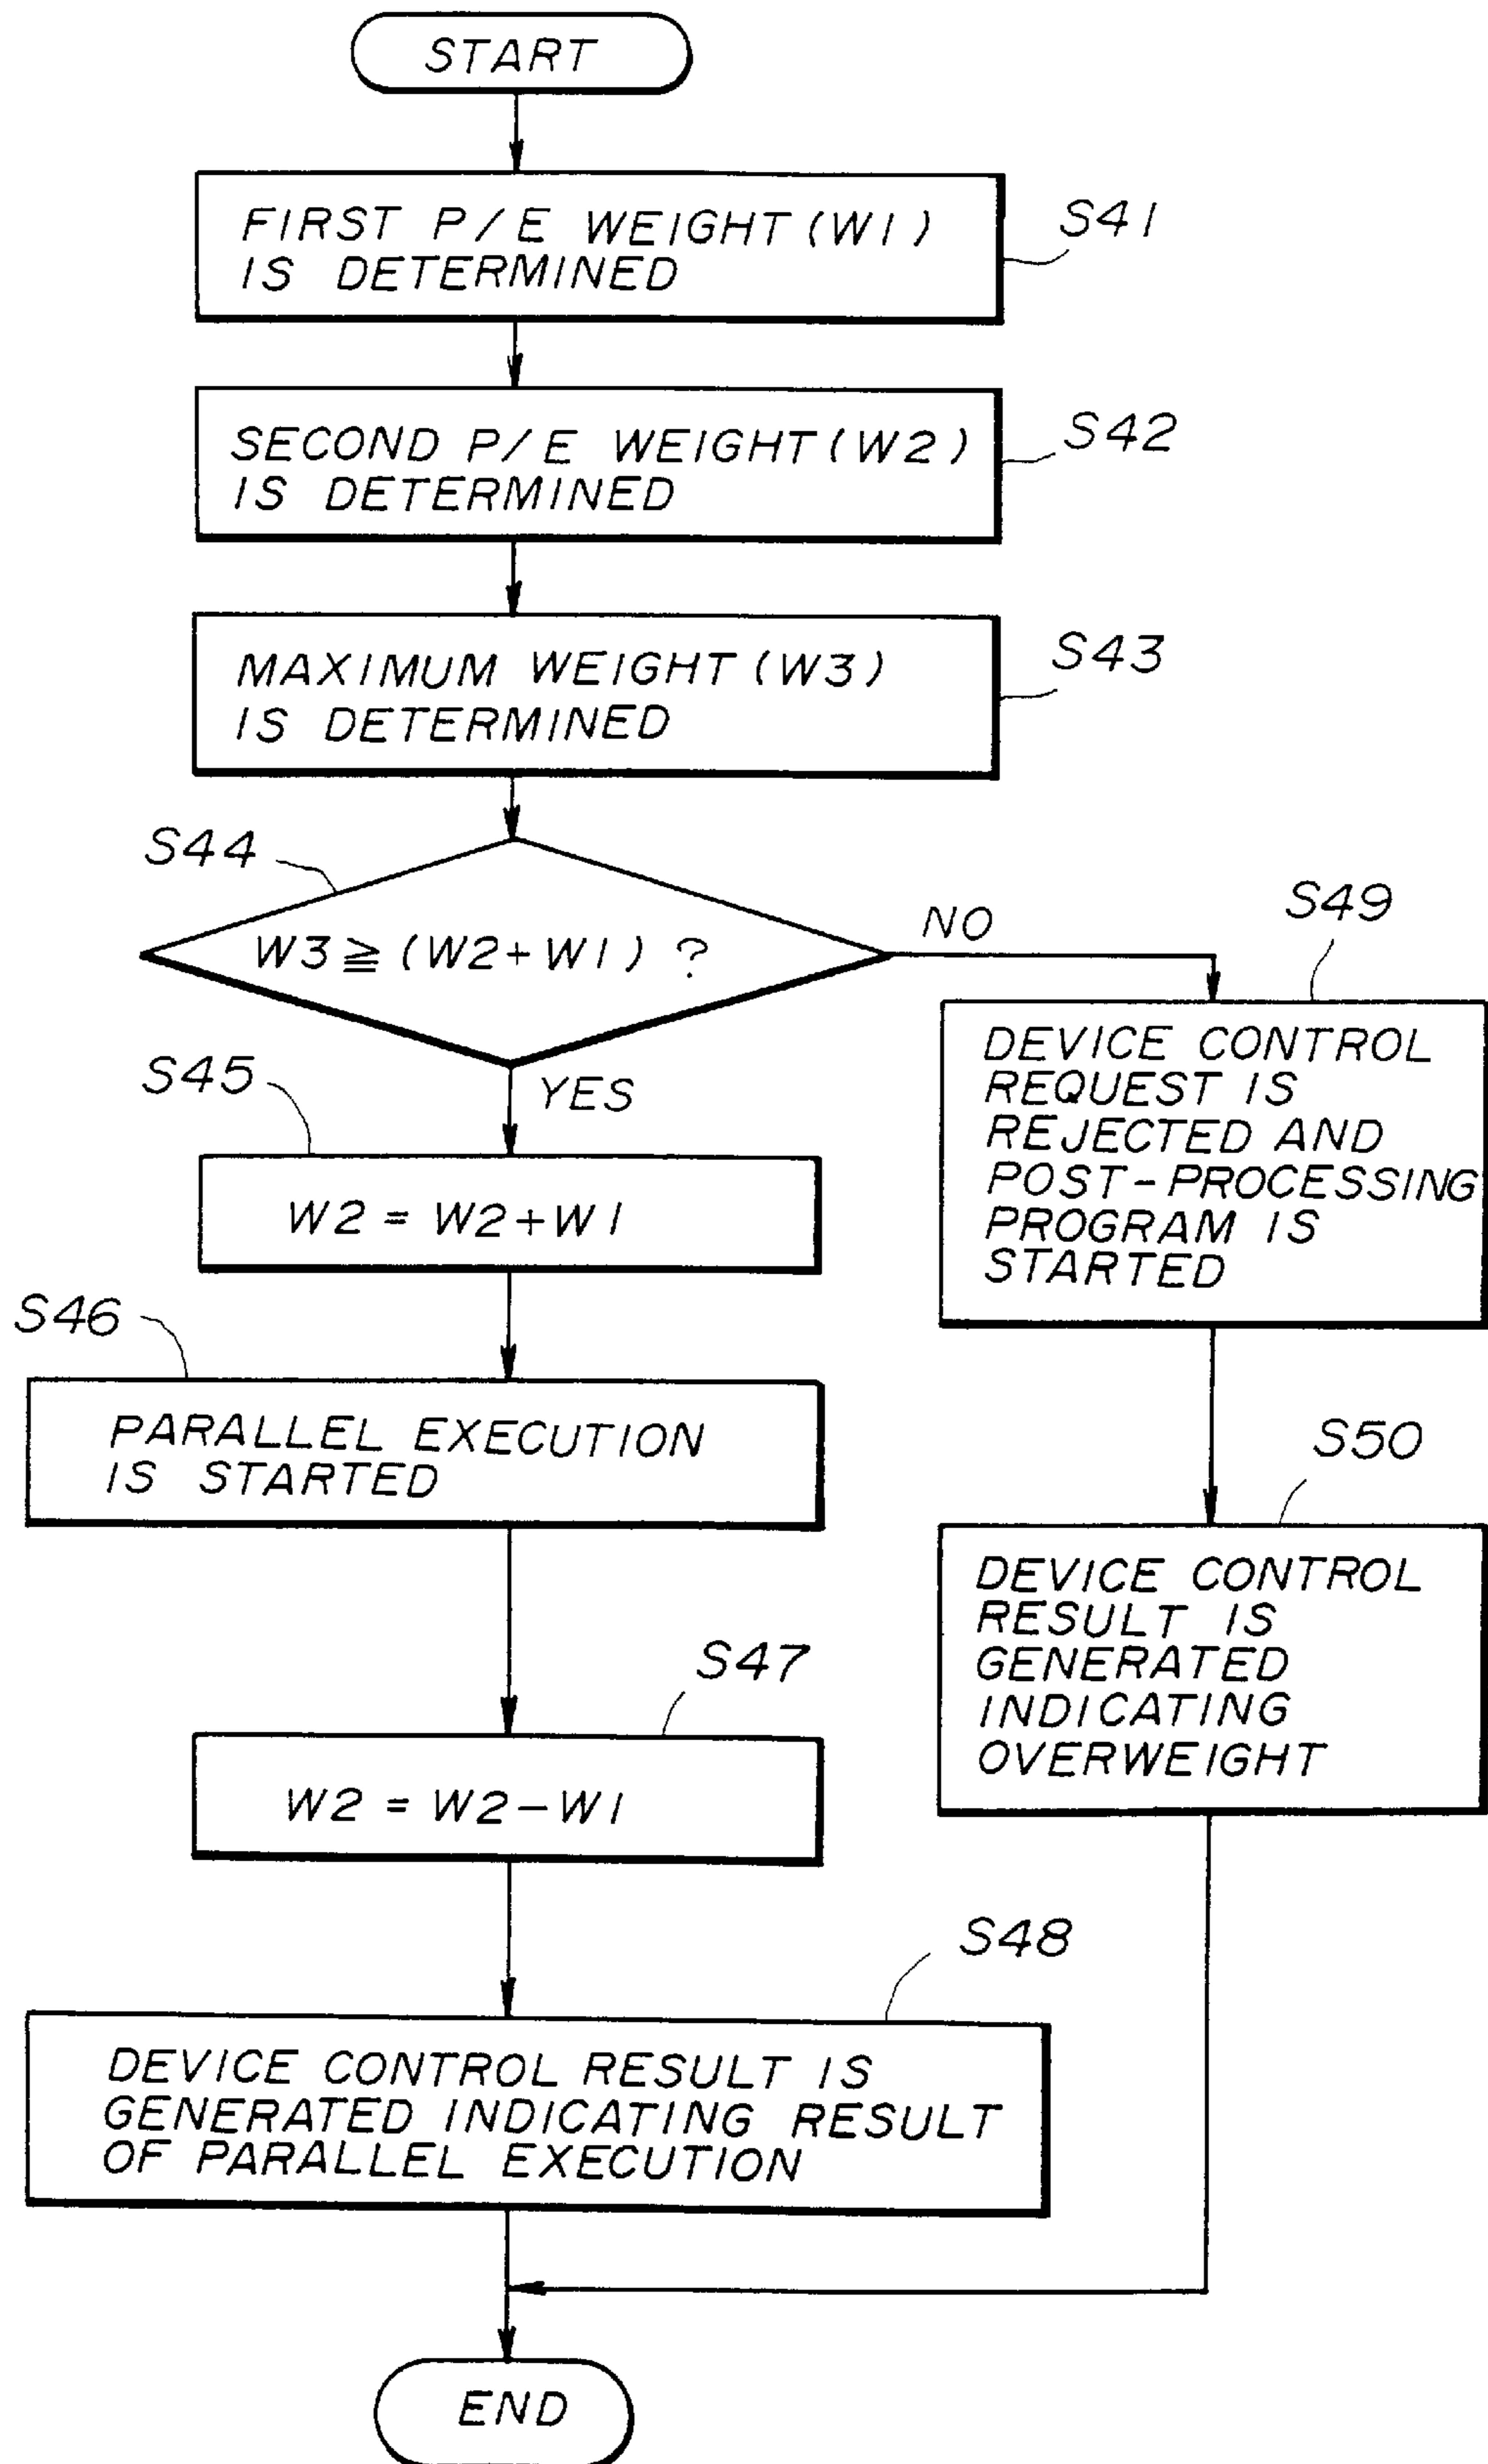 START
FIRST P/E WEIGHT (W1)
IS DETERMINED
S41
SECOND P/E WEIGHT (W2)
IS DETERMINED
S42
MAXIMUM WEIGHT (W3)
IS DETERMINED
S43
S44
W3 ≧ (W2+W1) ?
NO
YES
S49
DEVICE CONTROL
REQUEST IS
REJECTED AND
POST-PROCESSING
PROGRAM IS
STARTED
S45
W2 = W2+W1
S46
PARALLEL EXECUTION
IS STARTED
S50
DEVICE CONTROL
RESULT IS
GENERATED
INDICATING
OVERWEIGHT
S47
W2 = W2-W1
S48
DEVICE CONTROL RESULT IS
GENERATED INDICATING RESULT
OF PARALLEL EXECUTION
END